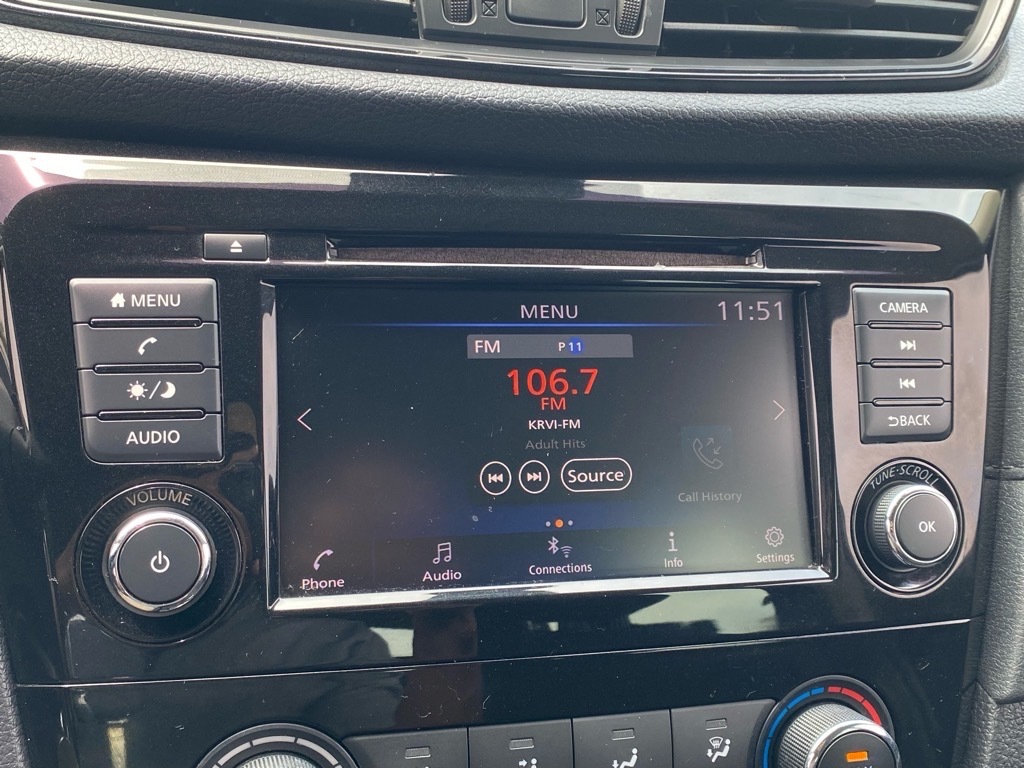 MENU
AUDIO
VOLUME
MENU
11:51
FM
P 11
106.7
FM
KRVI-FM
Adult Hits
Source
Call History
Phone
Audio
Connections
Info
Settings
CAMERA
BACK
TUNE·SCROLL
OK